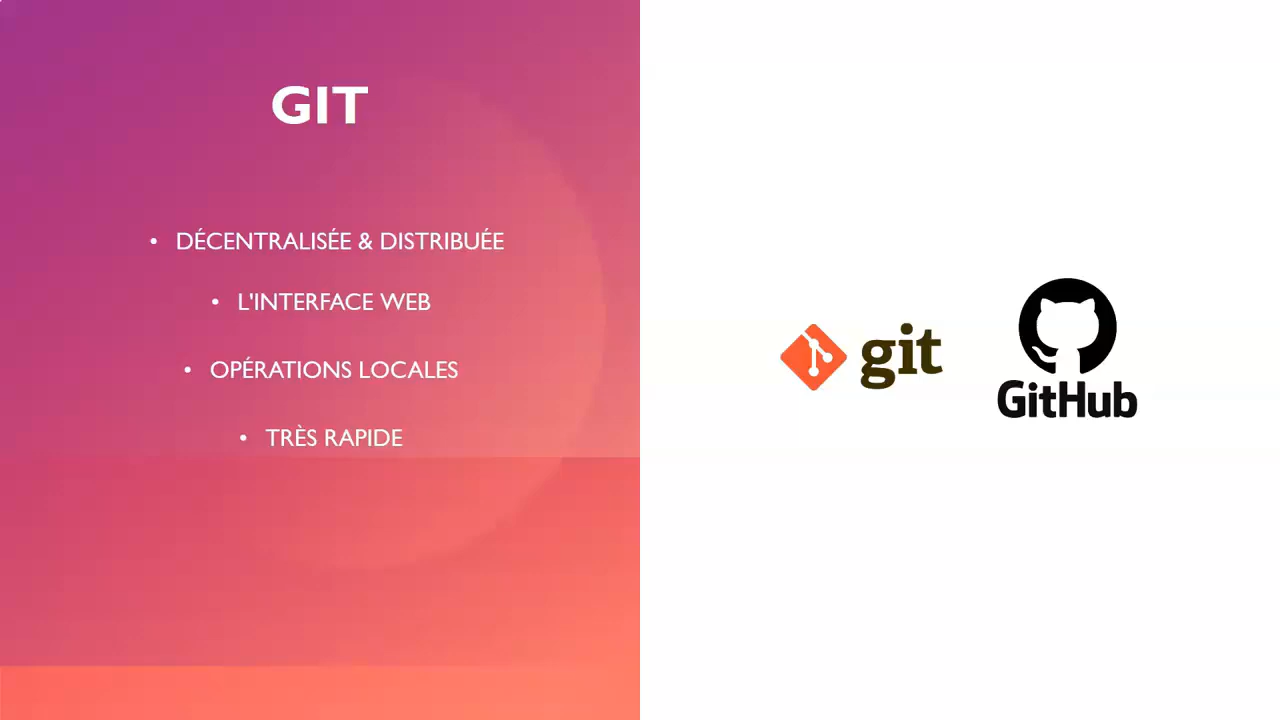 GIT
• DÉCENTRALISÉE & DISTRIBUÉE
• L'INTERFACE WEB
• OPÉRATIONS LOCALES
• TRÈS RAPIDE
git
GitHub